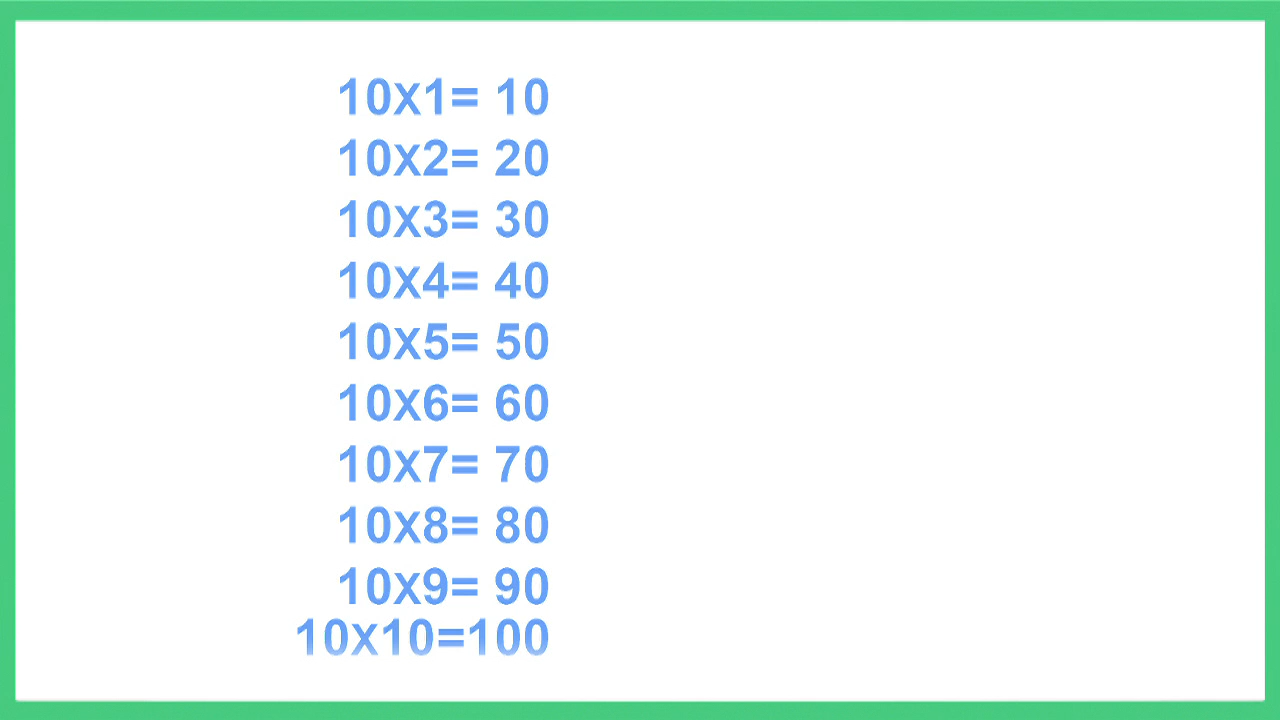 10x1= 10
10x2= 20
10x3= 30
10x4= 40
10x5= 50
10x6= 60
10x7= 70
10x8= 80
10x9= 90
10x10=100